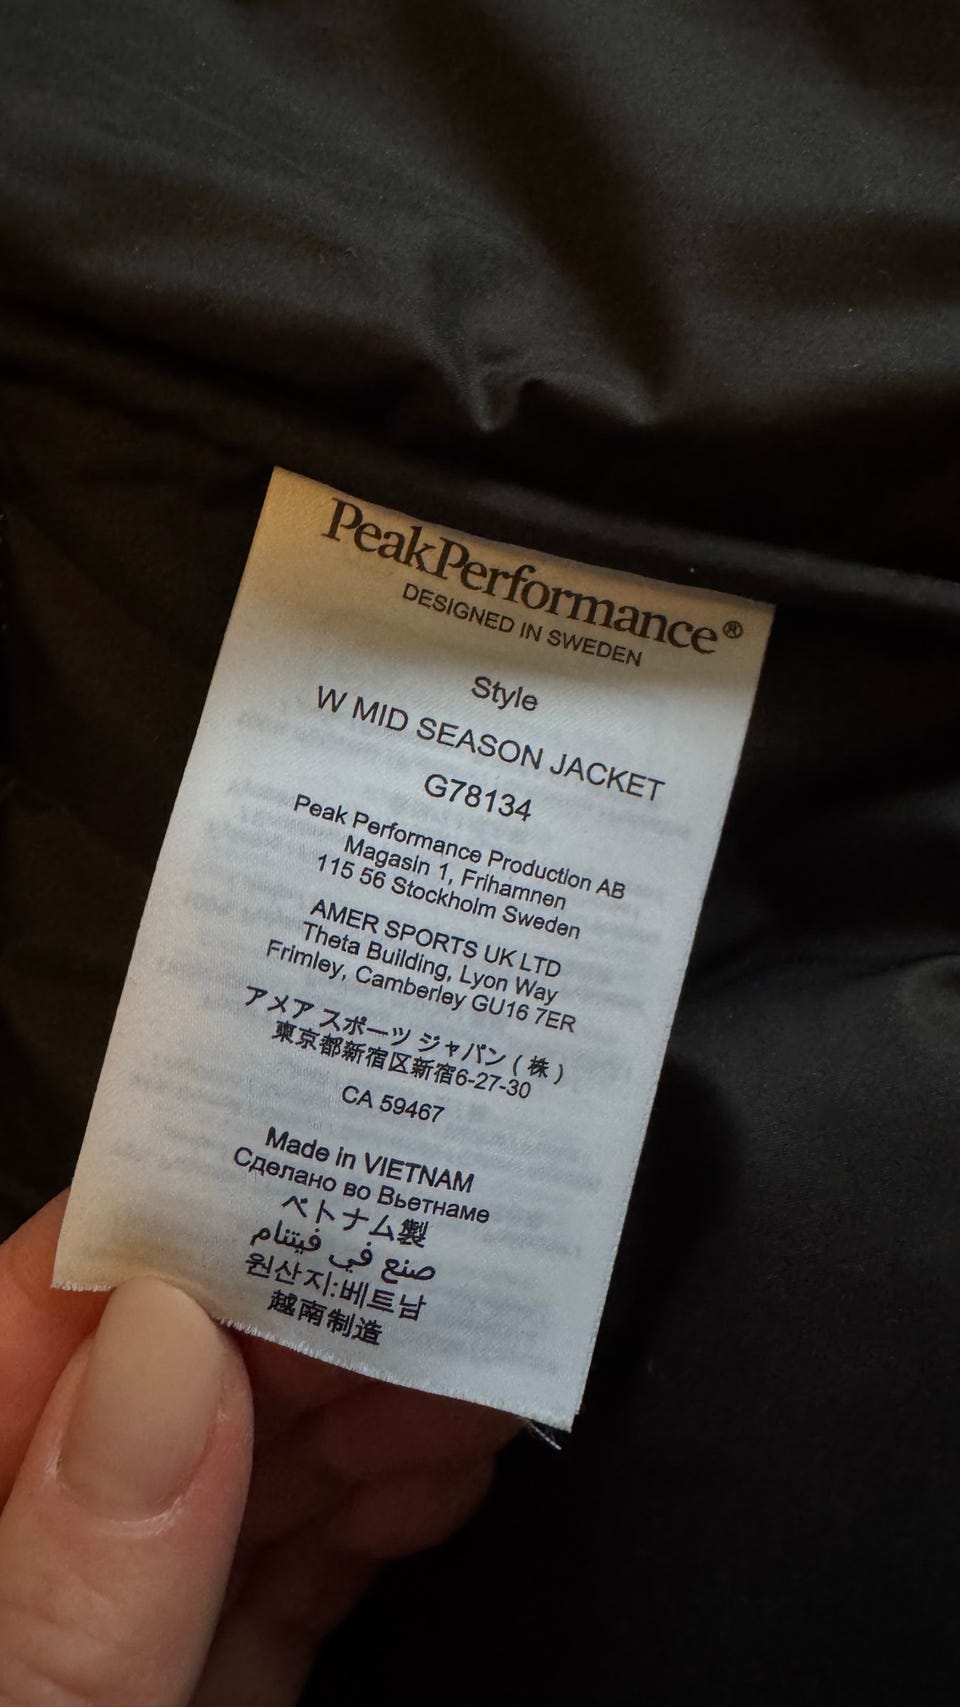 PeakPerformance®
DESIGNED IN SWEDEN
Style
W MID SEASON JACKET
G78134
Peak Performance Production AB
Magasin 1, Frihamnen
115 56 Stockholm Sweden
AMER SPORTS UK LTD
Theta Building, Lyon Way
Frimley, Camberley GU16 7ER
アメア スポーツ ジャパン ( 株 )
東京都新宿区新宿6-27-30
CA 59467
Made in VIETNAM
Сделано во Вьетнаме
ベトナム製
صنع في فيتنام
원산지:베트남
越南制造